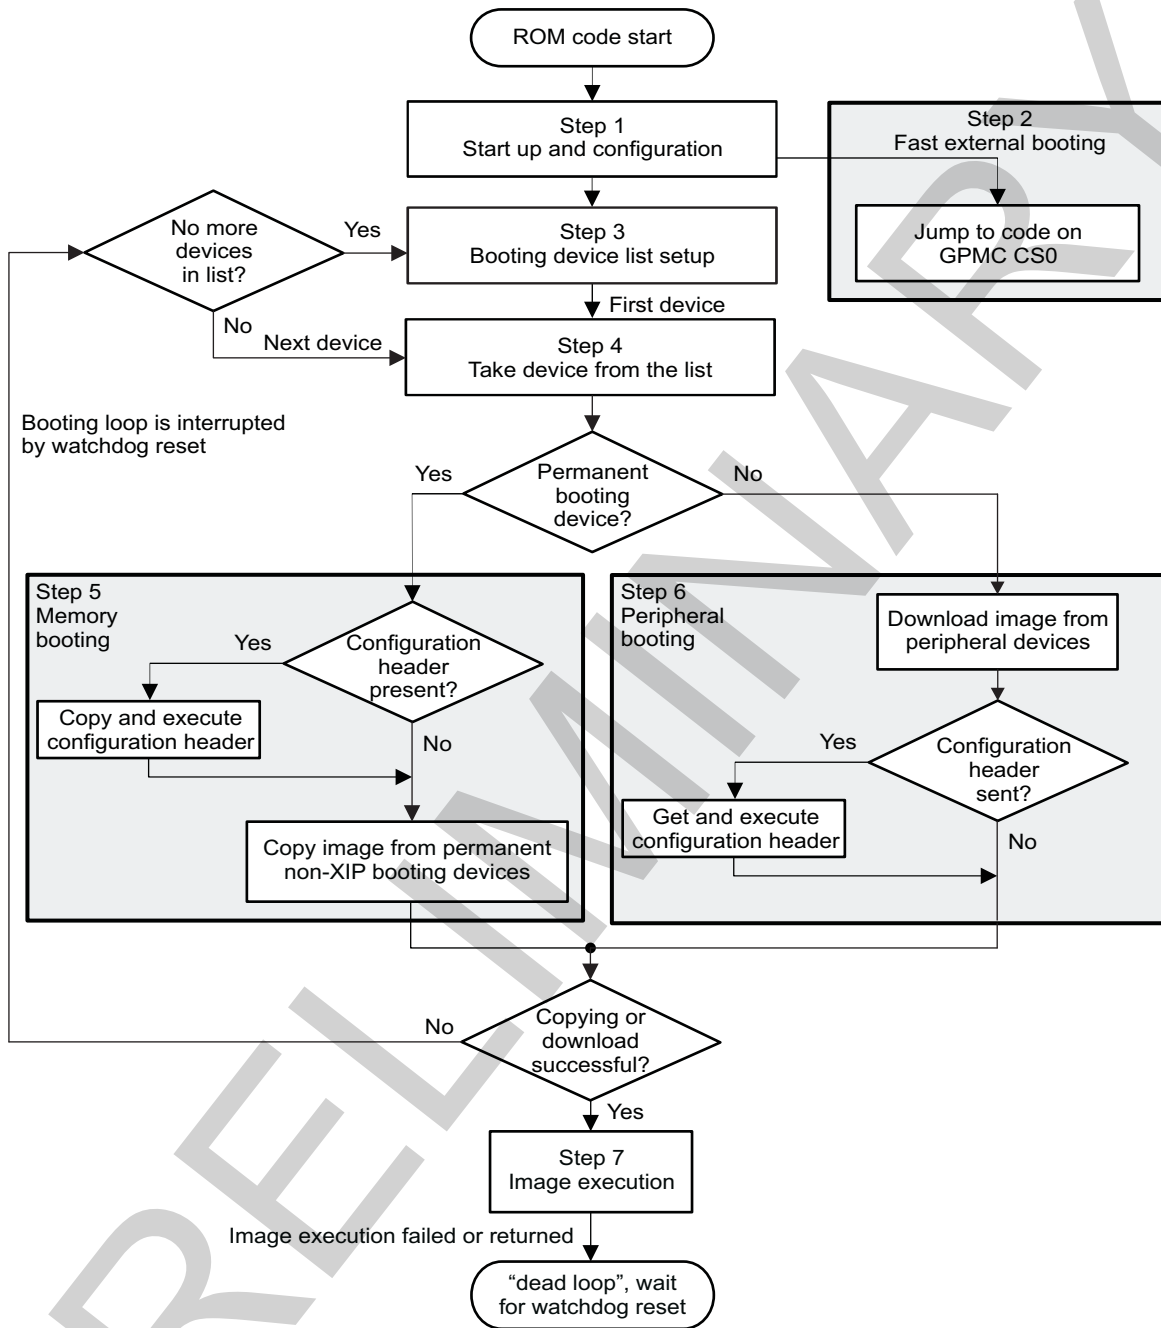 ROM code start
Step 1
Start up and configuration
Step 2
Fast external booting
Jump to code on
GPMC CS0
No more
devices
in list?
Yes
Step 3
Booting device list setup
No
Next device
First device
Step 4
Take device from the list
Booting loop is interrupted
by watchdog reset
Permanent
booting
device?
Yes
No
Step 5
Memory
booting
Configuration
header
present?
Yes
Copy and execute
configuration header
No
Copy image from permanent
non-XIP booting devices
Step 6
Peripheral
booting
Download image from
peripheral devices
Configuration
header
sent?
Yes
Get and execute
configuration header
No
Copying or
download
successful?
No
Yes
Step 7
Image execution
Image execution failed or returned
“dead loop”, wait
for watchdog reset
RELIMINARY